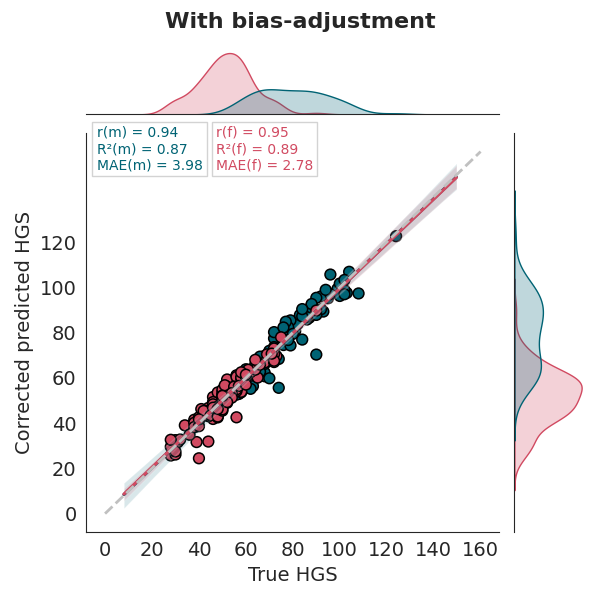 With bias-adjustment
r(m) = 0.94
R²(m) = 0.87
MAE(m) = 3.98
r(f) = 0.95
R²(f) = 0.89
MAE(f) = 2.78
Corrected predicted HGS
120
100
80
60
40
20
0
0 20 40 60 80 100 120 140 160
True HGS